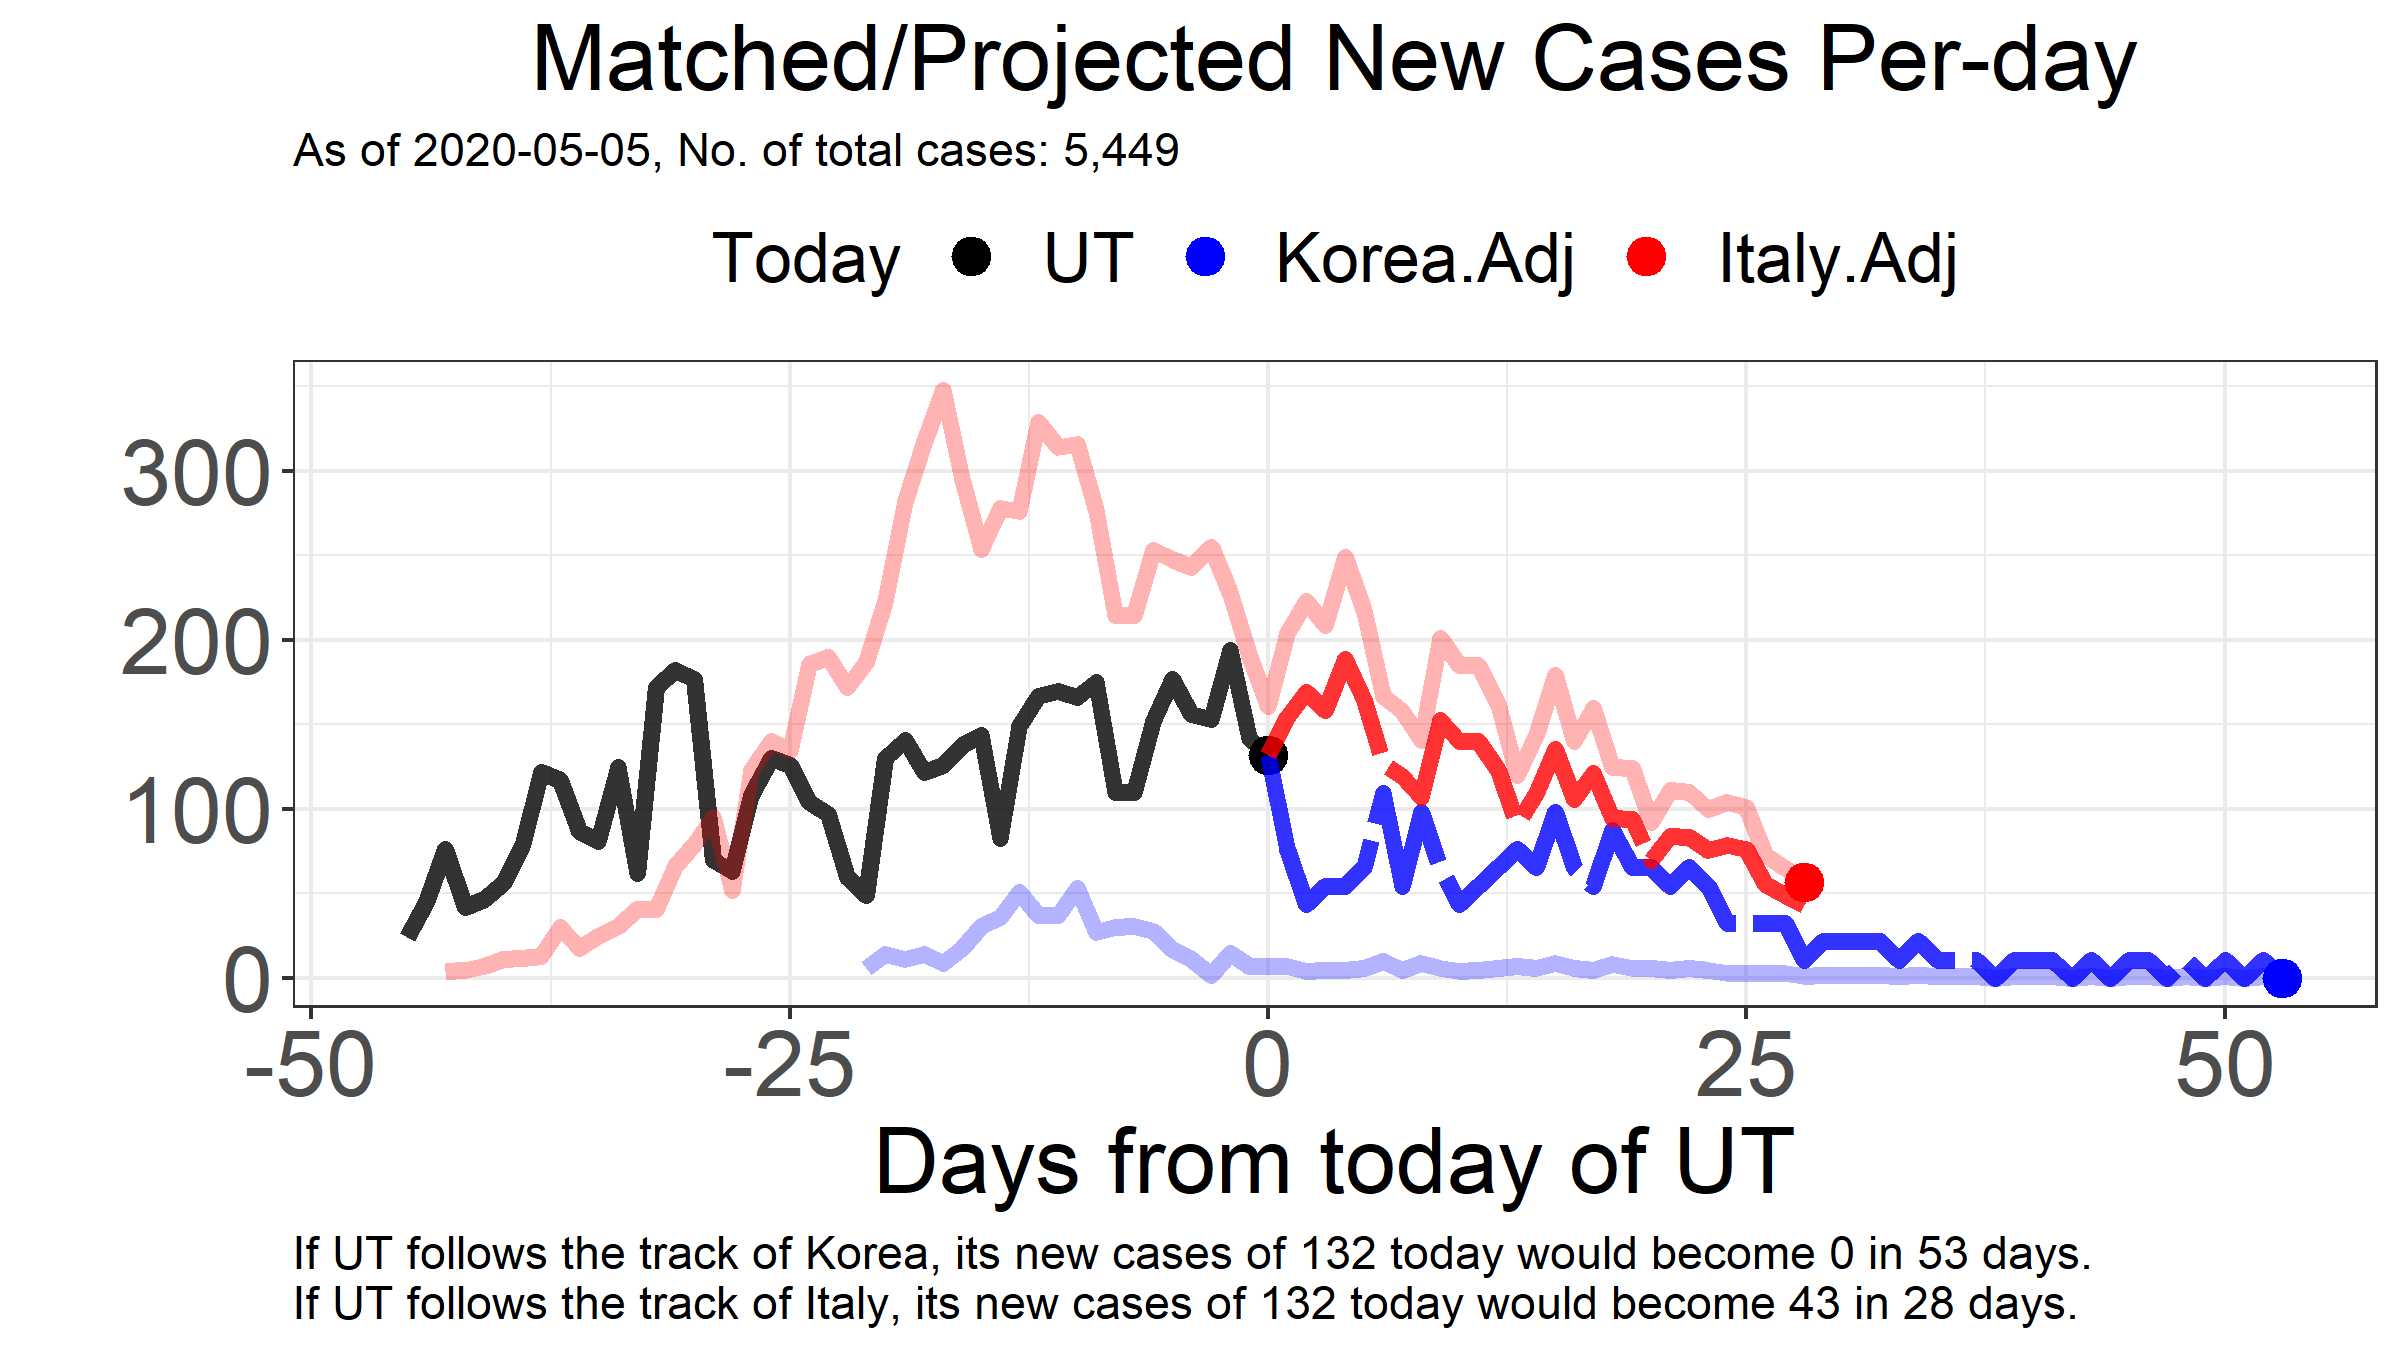 Matched/Projected New Cases Per-day
As of 2020-05-05, No. of total cases: 5,449
Today UT Korea.Adj Italy.Adj
300
200
100
0
-50 -25 0 25 50
Days from today of UT
If UT follows the track of Korea, its new cases of 132 today would become 0 in 53 days.
If UT follows the track of Italy, its new cases of 132 today would become 43 in 28 days.